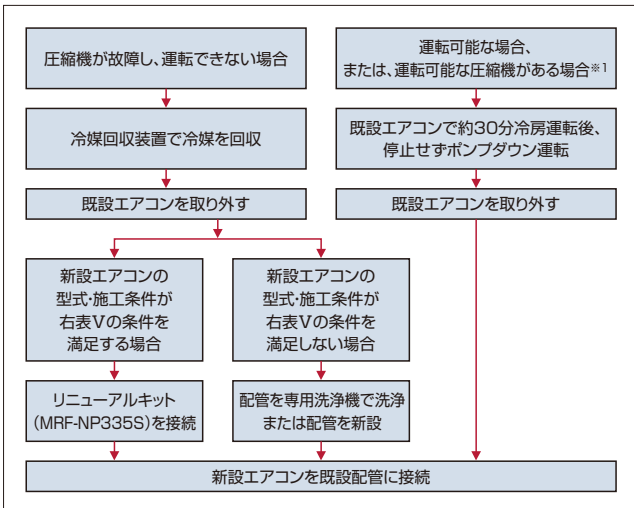 圧縮機が故障し、運転できない場合
冷媒回収装置で冷媒を回収
既設エアコンを取り外す
運転可能な場合、
または、運転可能な圧縮機がある場合※1
既設エアコンで約30分冷房運転後、
停止せずポンプダウン運転
既設エアコンを取り外す
新設エアコンの
型式・施工条件が
右表Ⅴの条件を
満足する場合
リニューアルキット
(MRF-NP335S)を接続
新設エアコンの
型式・施工条件が
右表Ⅴの条件を
満足しない場合
配管を専用洗浄機で洗浄
または配管を新設
新設エアコンを既設配管に接続